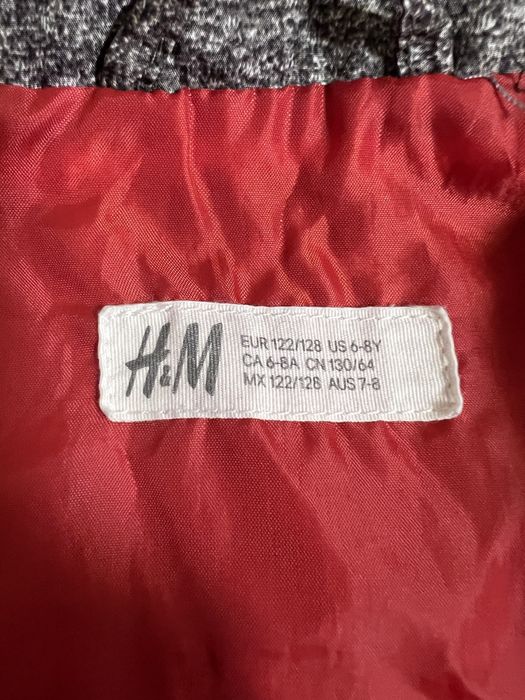 H&M
EUR 122/128 US 6-8Y
CA 6-8A CN 130/64
MX 122/128 AUS 7-8